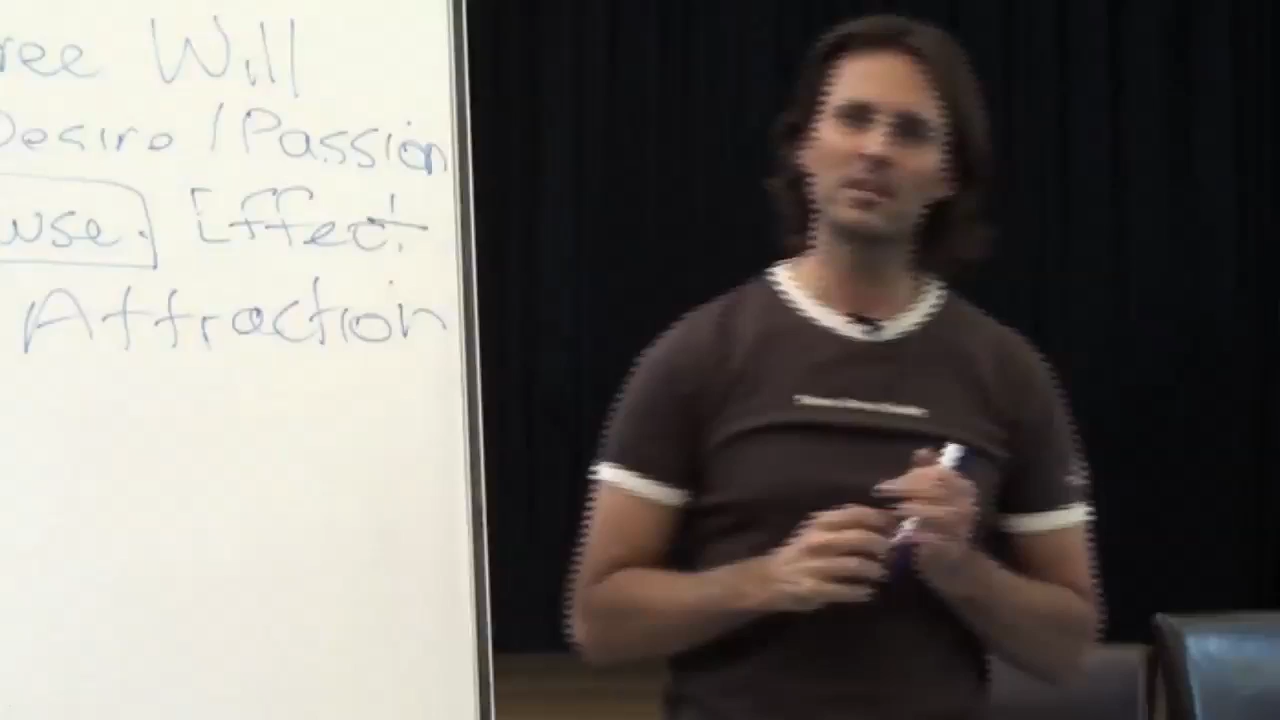 ree Will
Desire / Passion
use. Effect.
Attraction